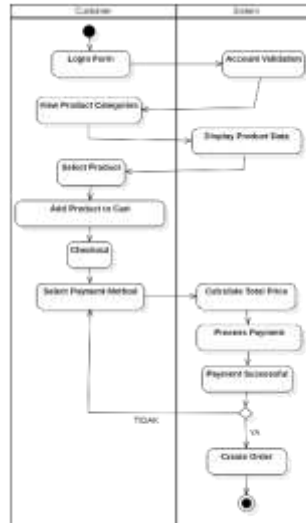 Customer
System
Login Form
Account Validation
View Product Categories
Display Product Data
Select Product
Add Product to Cart
Checkout
Select Payment Method
Calculate Total Price
Process Payment
Payment Successful
TIDAK
YA
Create Order